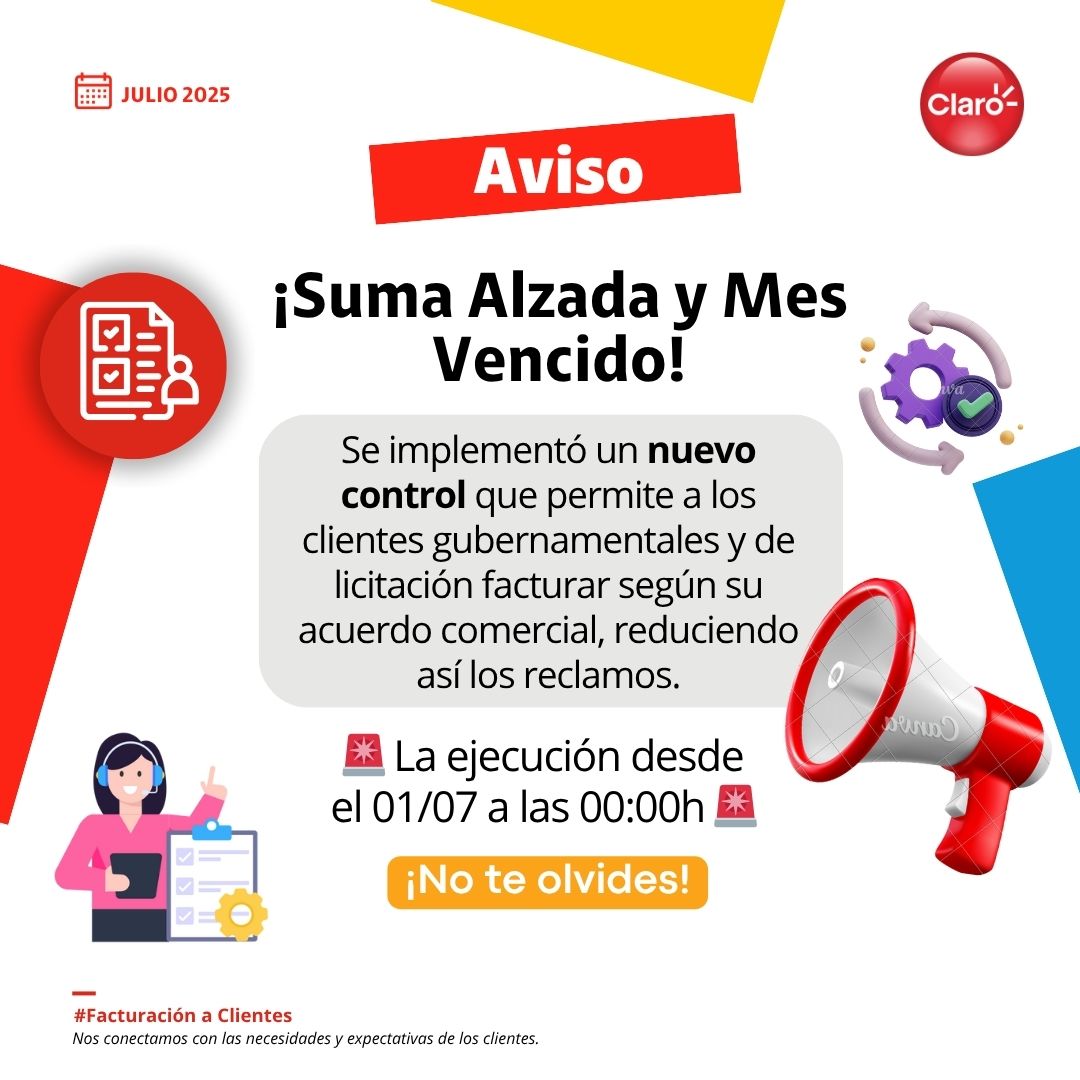 JULIO 2025
Claro
Aviso
¡Suma Alzada y Mes
Vencido!
Se implementó un nuevo
control que permite a los
clientes gubernamentales y de
licitación facturar según su
acuerdo comercial, reduciendo
así los reclamos.
🚨 La ejecución desde
el 01/07 a las 00:00h 🚨
¡No te olvides!
Canva
#Facturación a Clientes
Nos conectamos con las necesidades y expectativas de los clientes.